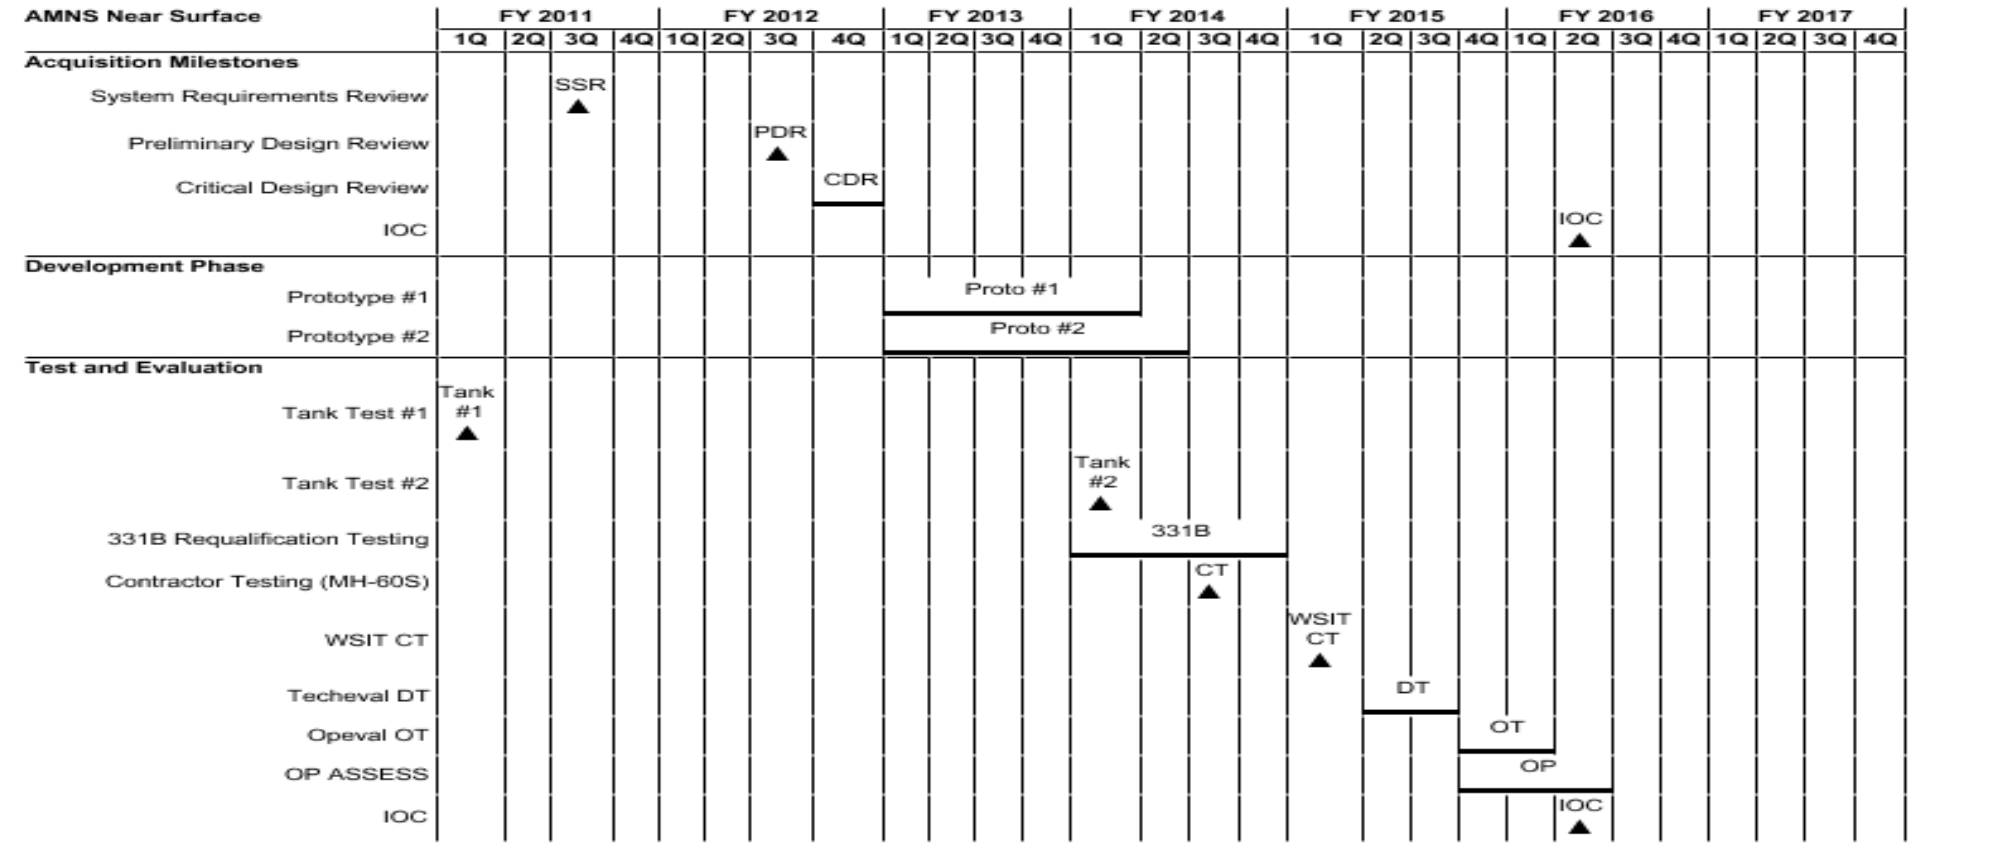 AMNS Near Surface FY 2011 FY 2012 FY 2013 FY 2014 FY 2015 FY 2016 FY 2017
1Q 2Q 3Q 4Q 1Q 2Q 3Q 4Q 1Q 2Q 3Q 4Q 1Q 2Q 3Q 4Q 1Q 2Q 3Q 4Q 1Q 2Q 3Q 4Q 1Q 2Q 3Q 4Q
Acquisition Milestones
SSR
System Requirements Review
PDR
Preliminary Design Review
CDR
Critical Design Review
IOC
IOC
Development Phase
Proto #1
Prototype #1
Proto #2
Prototype #2
Test and Evaluation
Tank
#1
Tank Test #1
Tank
#2
Tank Test #2
331B
331B Requalification Testing
CT
Contractor Testing (MH-60S)
WSIT
CT
WSIT CT
DT
Techeval DT
OT
Opeval OT
OP
OP ASSESS
IOC
IOC